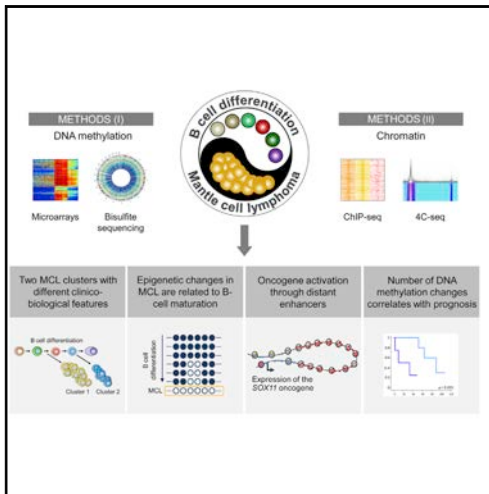 B cell differentiation
Mantle cell lymphoma
METHODS (I)
DNA methylation
Microarrays
Bisulfite
sequencing
METHODS (II)
Chromatin
ChIP-seq
4C-seq
Two MCL clusters with
different clinico-
biological features
B cell differentiation
Cluster 1
Cluster 2
Epigenetic changes in
MCL are related to B-
cell maturation
B cell
differentiation
MCL
Oncogene activation
through distant
enhancers
Expression of the
SOX11 oncogene
Number of DNA
methylation changes
correlates with prognosis